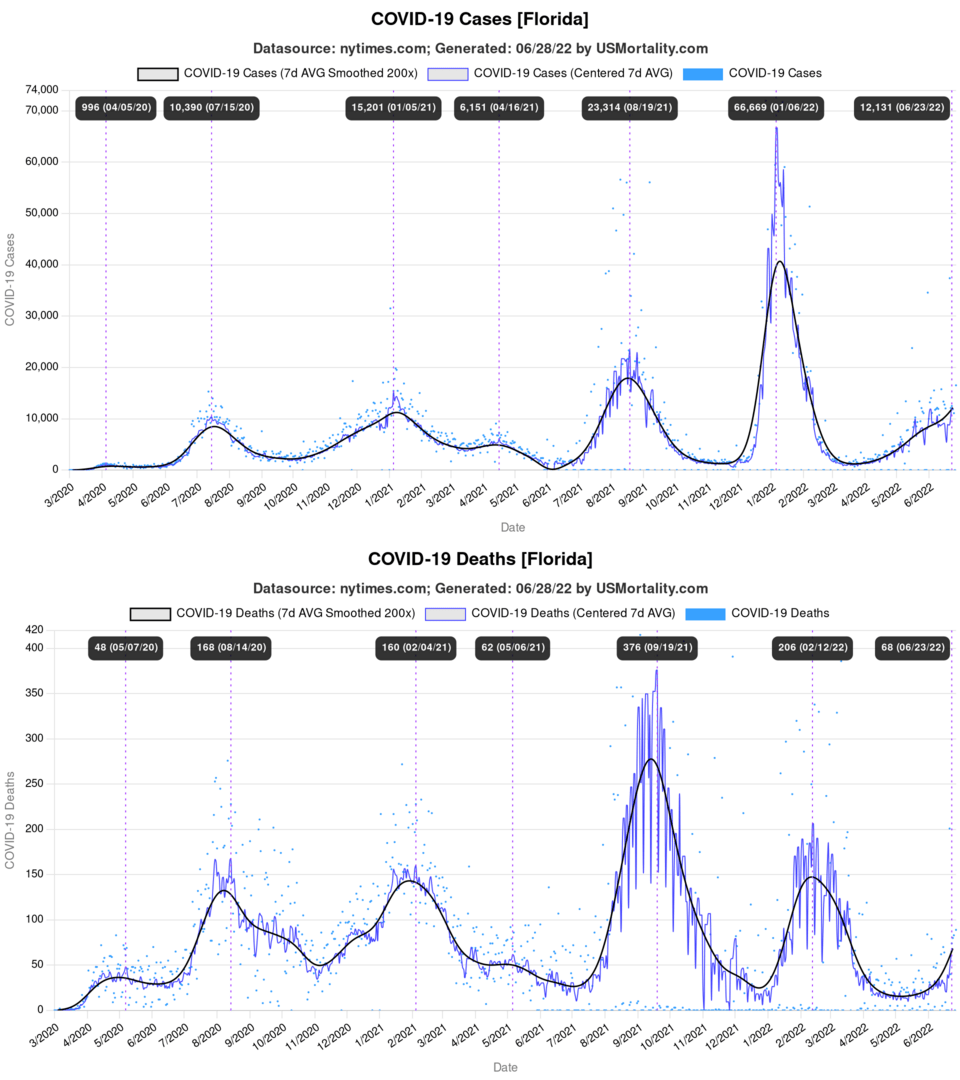 COVID-19 Cases [Florida]
Datasource: nytimes.com; Generated: 06/28/22 by USMortality.com
COVID-19 Cases (7d AVG Smoothed 200x) COVID-19 Cases (Centered 7d AVG) COVID-19 Cases
74,000
996 (04/05/20) 10,390 (07/15/20) 15,201 (01/05/21) 6,151 (04/16/21) 23,314 (08/19/21) 66,669 (01/06/22) 12,131 (06/23/22)
70,000
60,000
50,000
40,000
30,000
20,000
10,000
0
COVID-19 Cases
3/2020 4/2020 5/2020 6/2020 7/2020 8/2020 9/2020 10/2020 11/2020 12/2020 1/2021 2/2021 3/2021 4/2021 5/2021 6/2021 7/2021 8/2021 9/2021 10/2021 11/2021 12/2021 1/2022 2/2022 3/2022 4/2022 5/2022 6/2022
Date
COVID-19 Deaths [Florida]
Datasource: nytimes.com; Generated: 06/28/22 by USMortality.com
COVID-19 Deaths (7d AVG Smoothed 200x) COVID-19 Deaths (Centered 7d AVG) COVID-19 Deaths
420
400
48 (05/07/20) 168 (08/14/20) 160 (02/04/21) 62 (05/06/21) 376 (09/19/21) 206 (02/12/22) 68 (06/23/22)
350
300
250
200
150
100
50
0
COVID-19 Deaths
3/2020 4/2020 5/2020 6/2020 7/2020 8/2020 9/2020 10/2020 11/2020 12/2020 1/2021 2/2021 3/2021 4/2021 5/2021 6/2021 7/2021 8/2021 9/2021 10/2021 11/2021 12/2021 1/2022 2/2022 3/2022 4/2022 5/2022 6/2022
Date